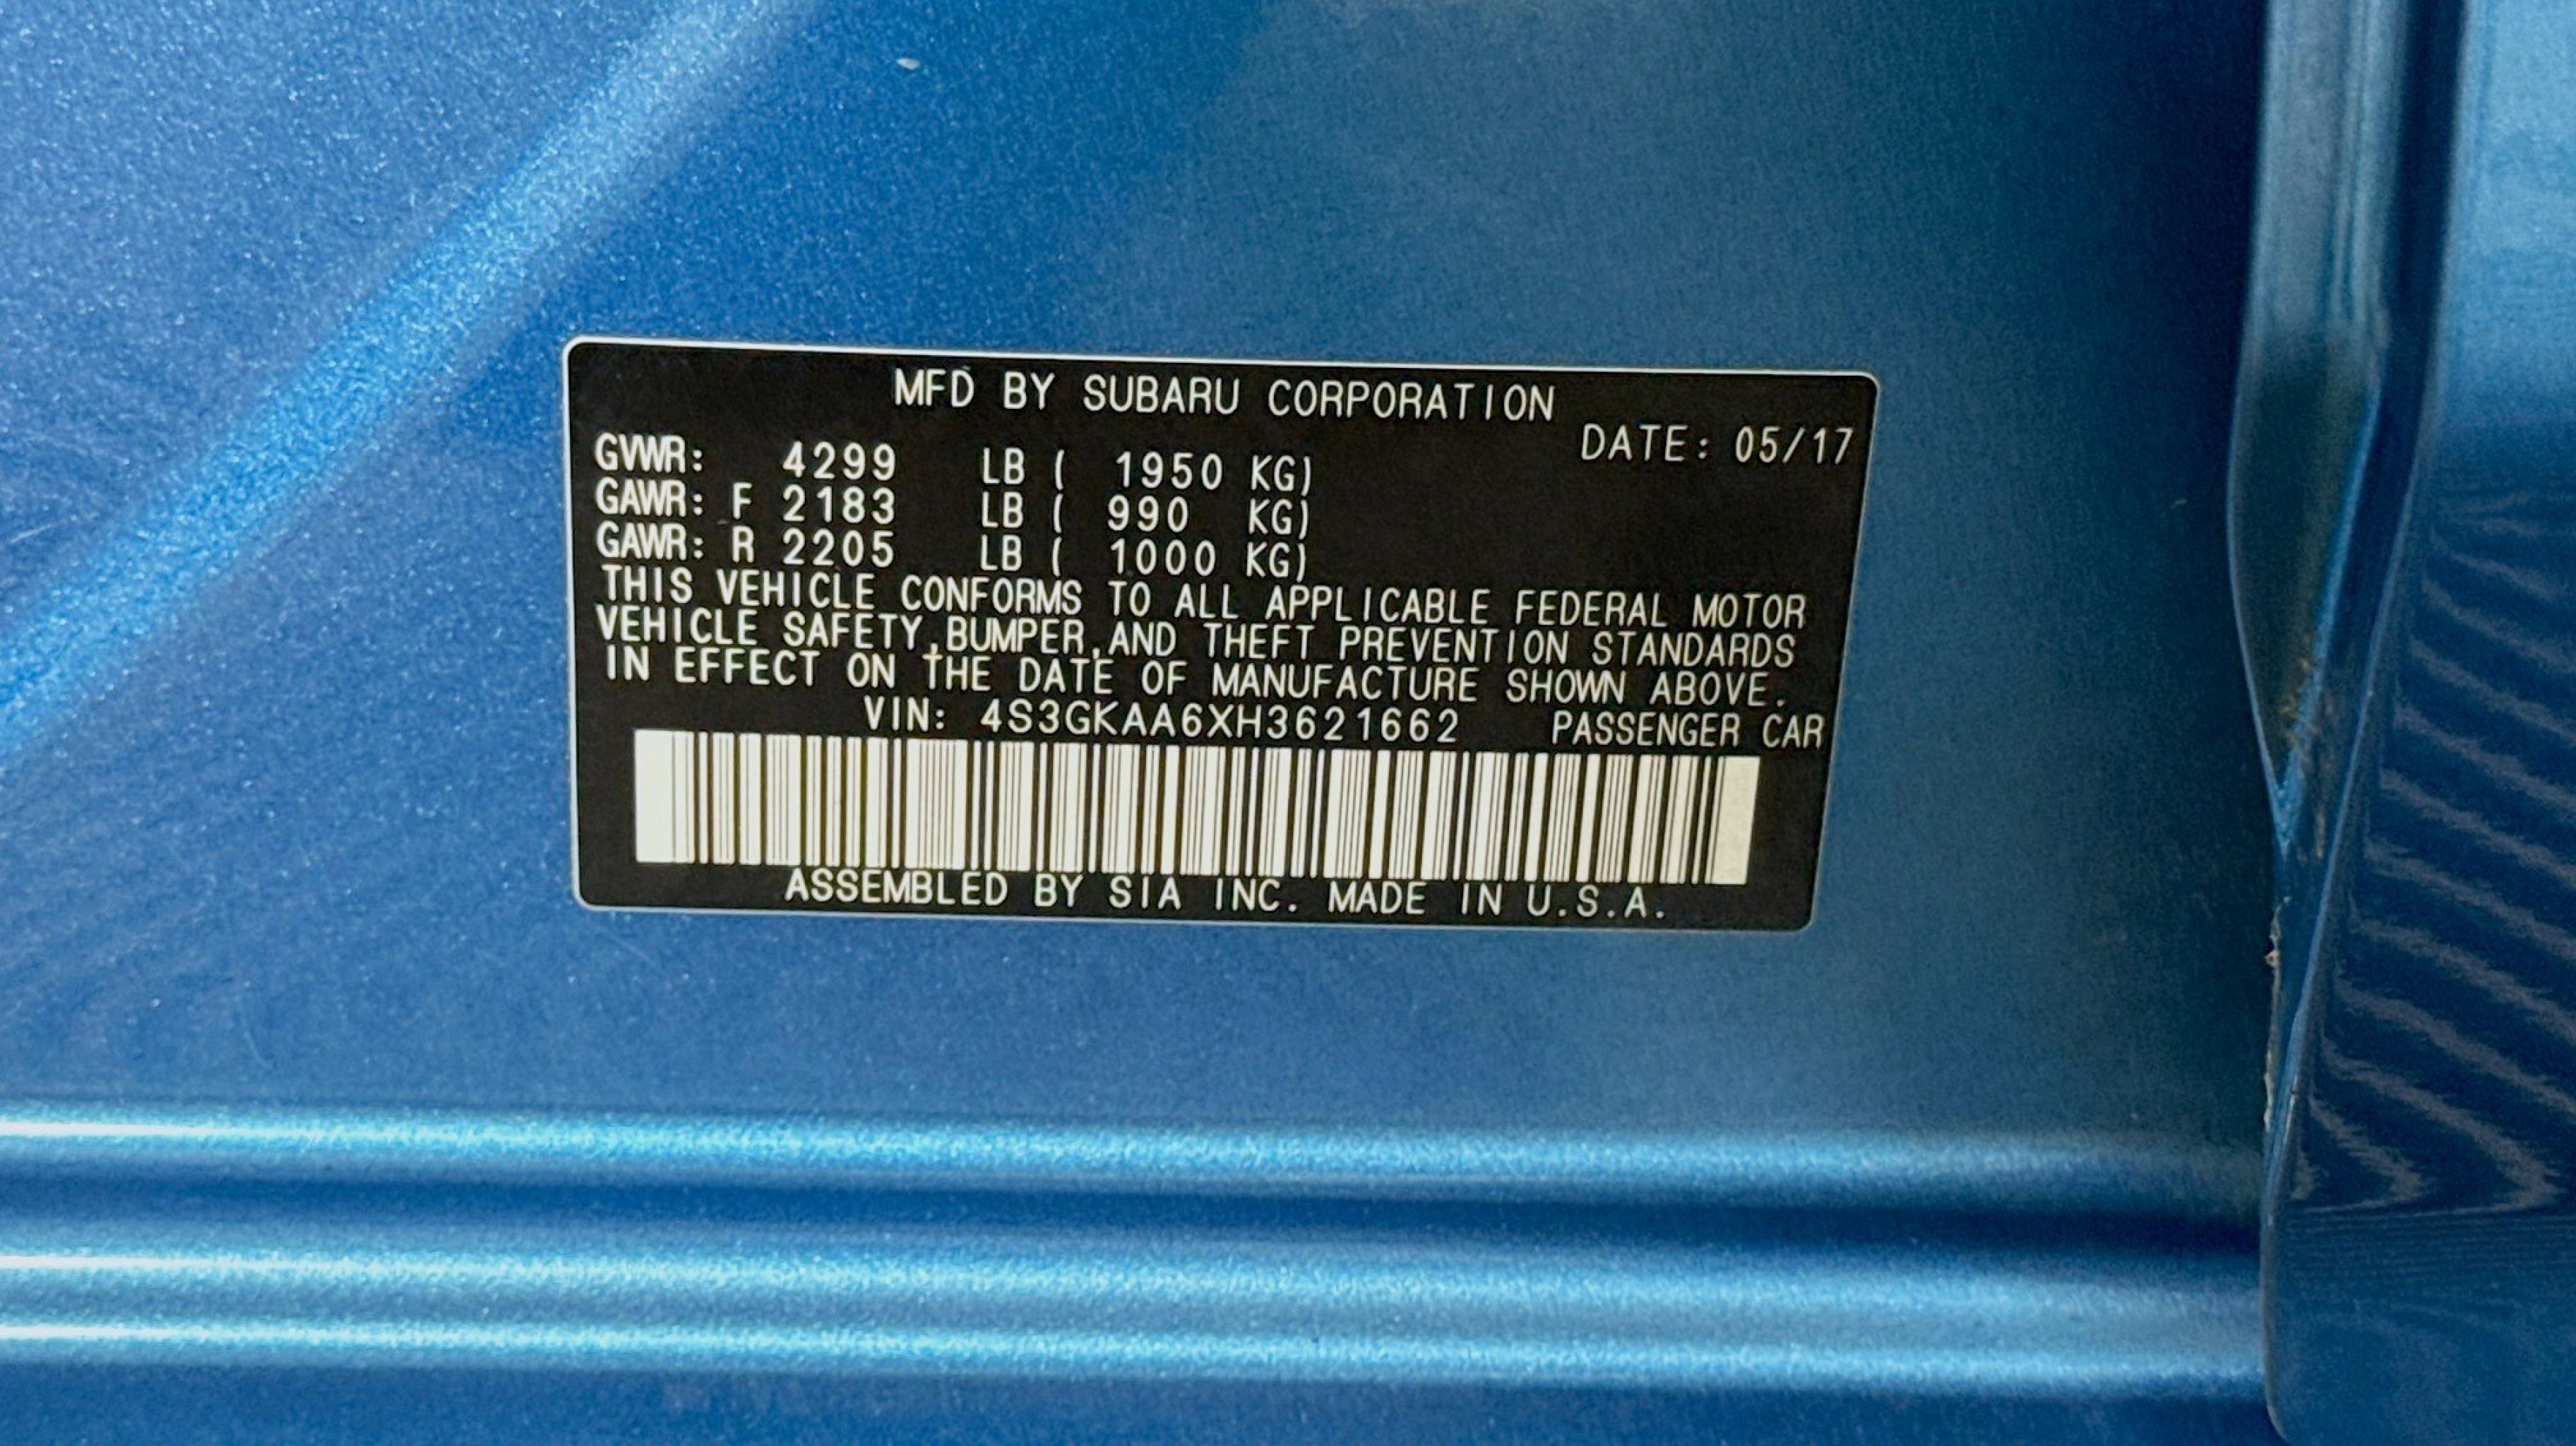 MFD BY SUBARU CORPORATION
DATE: 05/17
GVWR: 4299 LB ( 1950 KG)
GAWR: F 2183 LB ( 990 KG)
GAWR: R 2205 LB ( 1000 KG)
THIS VEHICLE CONFORMS TO ALL APPLICABLE FEDERAL MOTOR
VEHICLE SAFETY,BUMPER,AND THEFT PREVENTION STANDARDS
IN EFFECT ON THE DATE OF MANUFACTURE SHOWN ABOVE.
VIN: 4S3GKAA6XH3621662 PASSENGER CAR
ASSEMBLED BY SIA INC. MADE IN U.S.A.